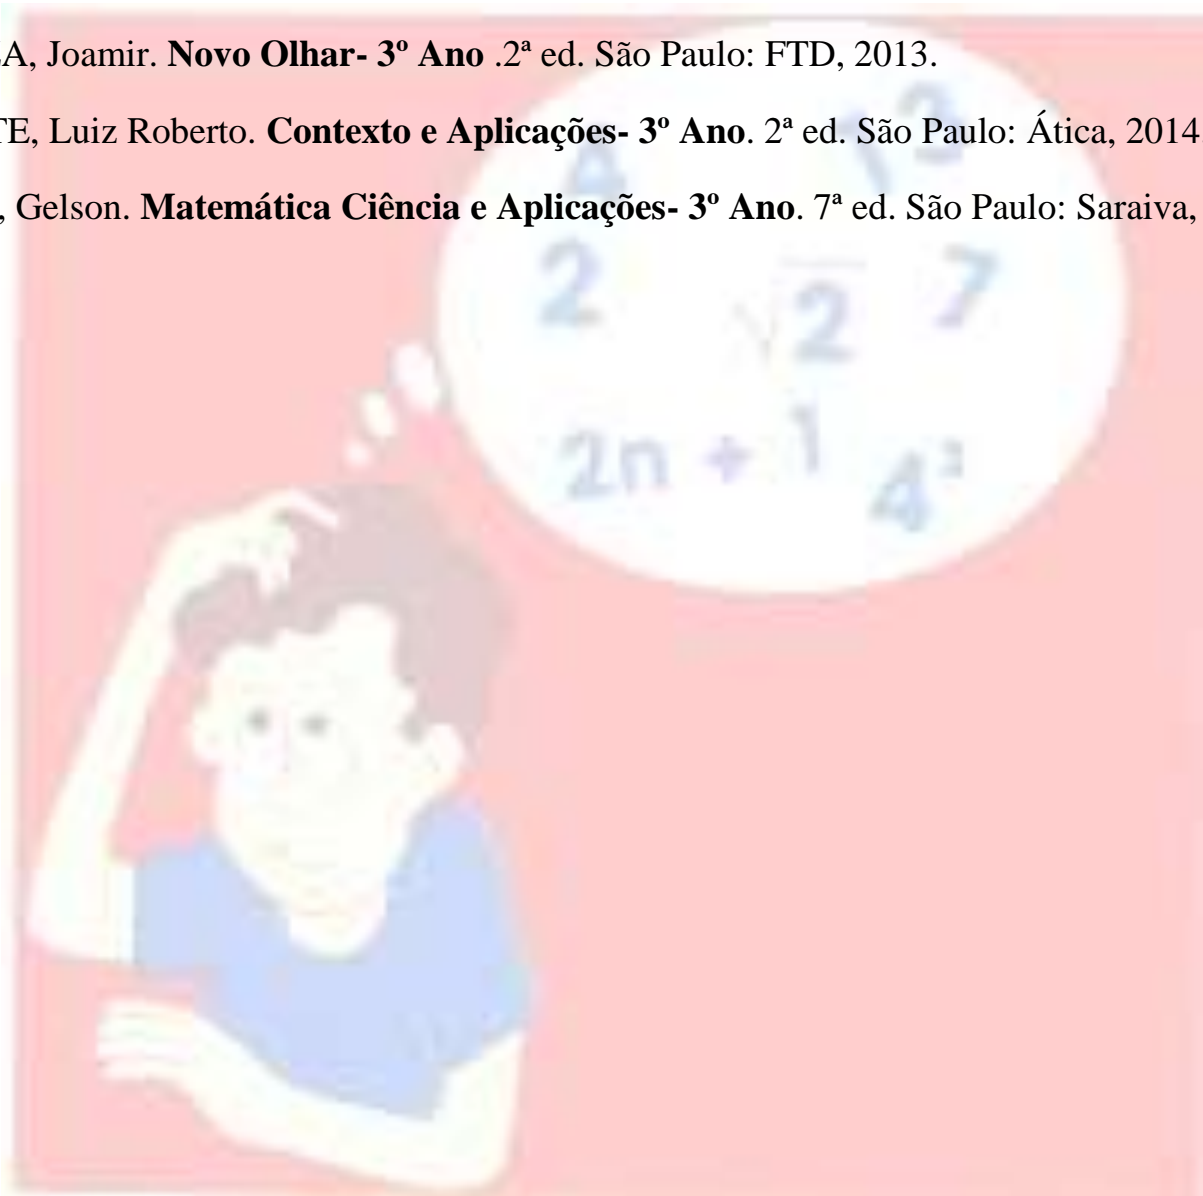 A, Joamir. Novo Olhar- 3º Ano .2ª ed. São Paulo: FTD, 2013.
TE, Luiz Roberto. Contexto e Aplicações- 3º Ano. 2ª ed. São Paulo: Ática, 2014
, Gelson. Matemática Ciência e Aplicações- 3º Ano. 7ª ed. São Paulo: Saraiva,
4 13
2 √2 7
2n + 1 4³